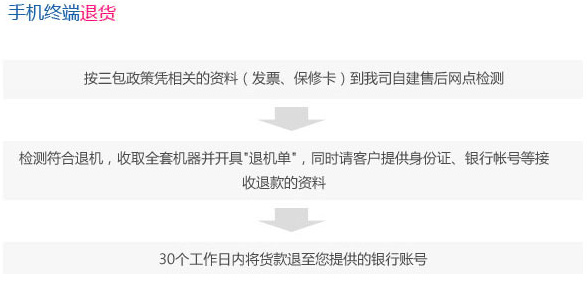 手机终端退货
按三包政策凭相关的资料（发票、保修卡）到我司自建售后网点检测
检测符合退机，收取全套机器并开具"退机单"，同时请客户提供身份证、银行帐号等接
收退款的资料
30个工作日内将货款退至您提供的银行账号